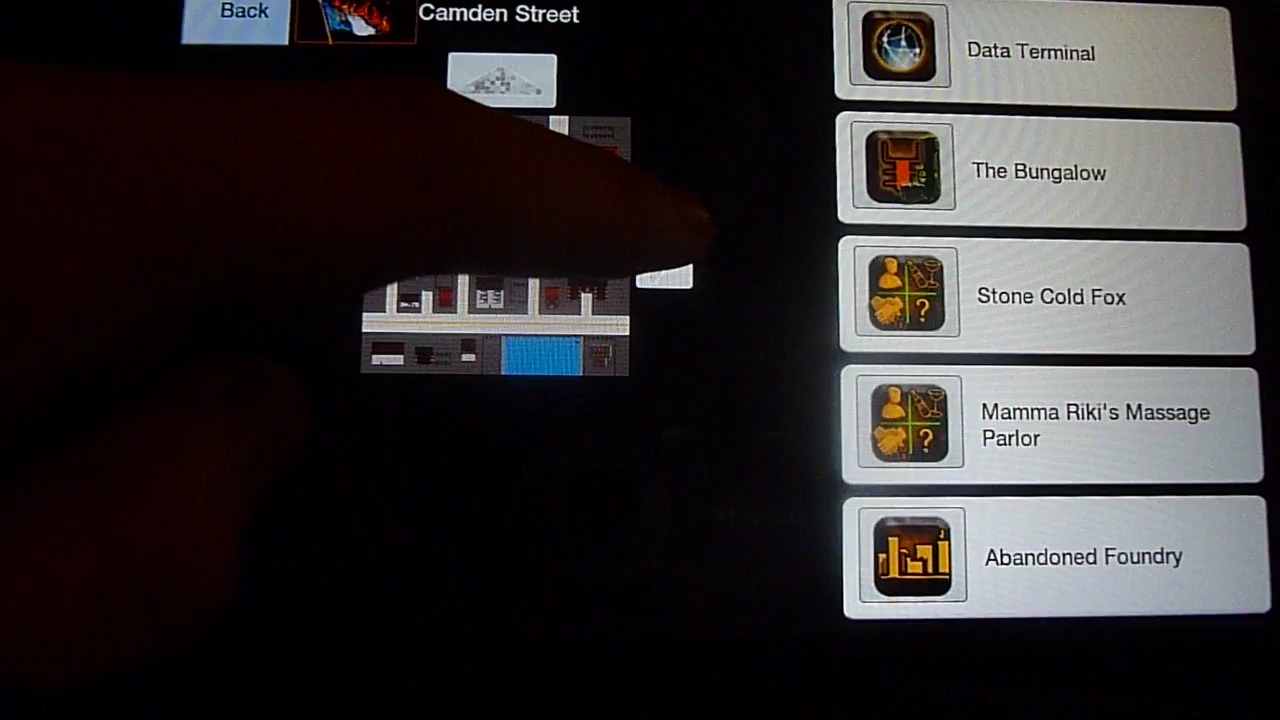 Back
Camden Street
Data Terminal
The Bungalow
Stone Cold Fox
Mamma Riki's Massage
Parlor
Abandoned Foundry